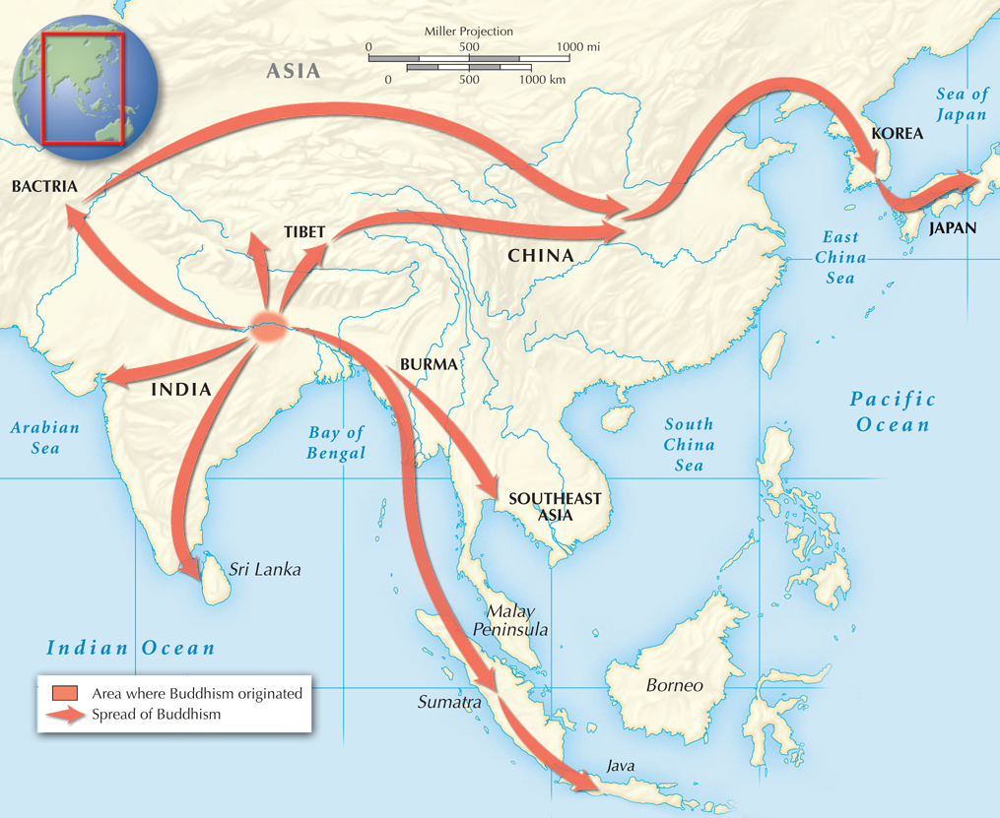 Miller Projection
0 500 1000 mi
0 500 1000 km
ASIA
Sea of
Japan
KOREA
BACTRIA
TIBET
CHINA
JAPAN
East
China
Sea
BURMA
INDIA
Arabian
Sea
Bay of
Bengal
South
China
Sea
Pacific
Ocean
SOUTHEAST
ASIA
Sri Lanka
Malay
Peninsula
Indian Ocean
Borneo
Sumatra
Java
Area where Buddhism originated
Spread of Buddhism